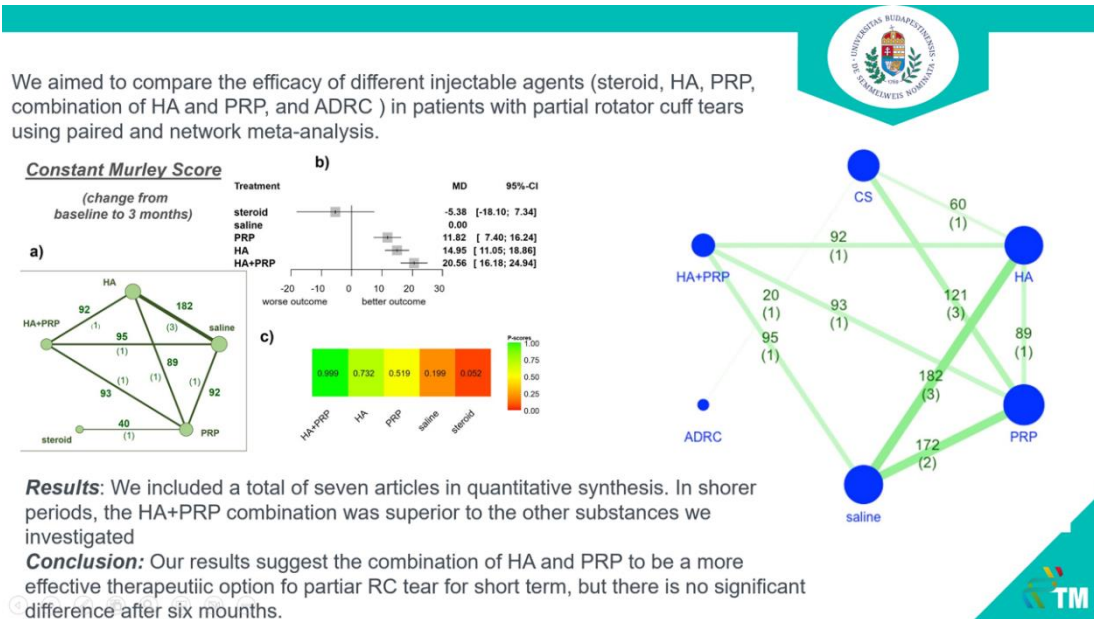 UNIVERSITAS BUDAPESTINENSIS
DE SEMMELWEIS NOMINATA
We aimed to compare the efficacy of different injectable agents (steroid, HA, PRP,
combination of HA and PRP, and ADRC ) in patients with partial rotator cuff tears
using paired and network meta-analysis.
Constant Murley Score
(change from
baseline to 3 months)
a)
HA
92
(1)
182
(3)
HA+PRP
saline
95
(1)
89
(1)
(1)
(1)
93
92
40
(1)
steroid
PRP
b)
Treatment MD 95%-CI
steroid -5.38 [-18.10; 7.34]
saline 0.00
PRP 11.82 [ 7.40; 16.24]
HA 14.95 [ 11.05; 18.86]
HA+PRP 20.56 [ 16.18; 24.94]
-20 -10 0 10 20 30
worse outcome better outcome
c)
P-scores
1.00
0.75
0.50
0.25
0.00
0.999 0.732 0.519 0.199 0.052
HA+PRP HA PRP saline steroid
CS
60
(1)
92
(1)
HA+PRP
HA
20
(1)
93
(1)
121
(3)
95
(1)
89
(1)
182
(3)
ADRC
PRP
172
(2)
saline
Results: We included a total of seven articles in quantitative synthesis. In shorer
periods, the HA+PRP combination was superior to the other substances we
investigated
Conclusion: Our results suggest the combination of HA and PRP to be a more
effective therapeutiic option fo partiar RC tear for short term, but there is no significant
difference after six mounths.
TM